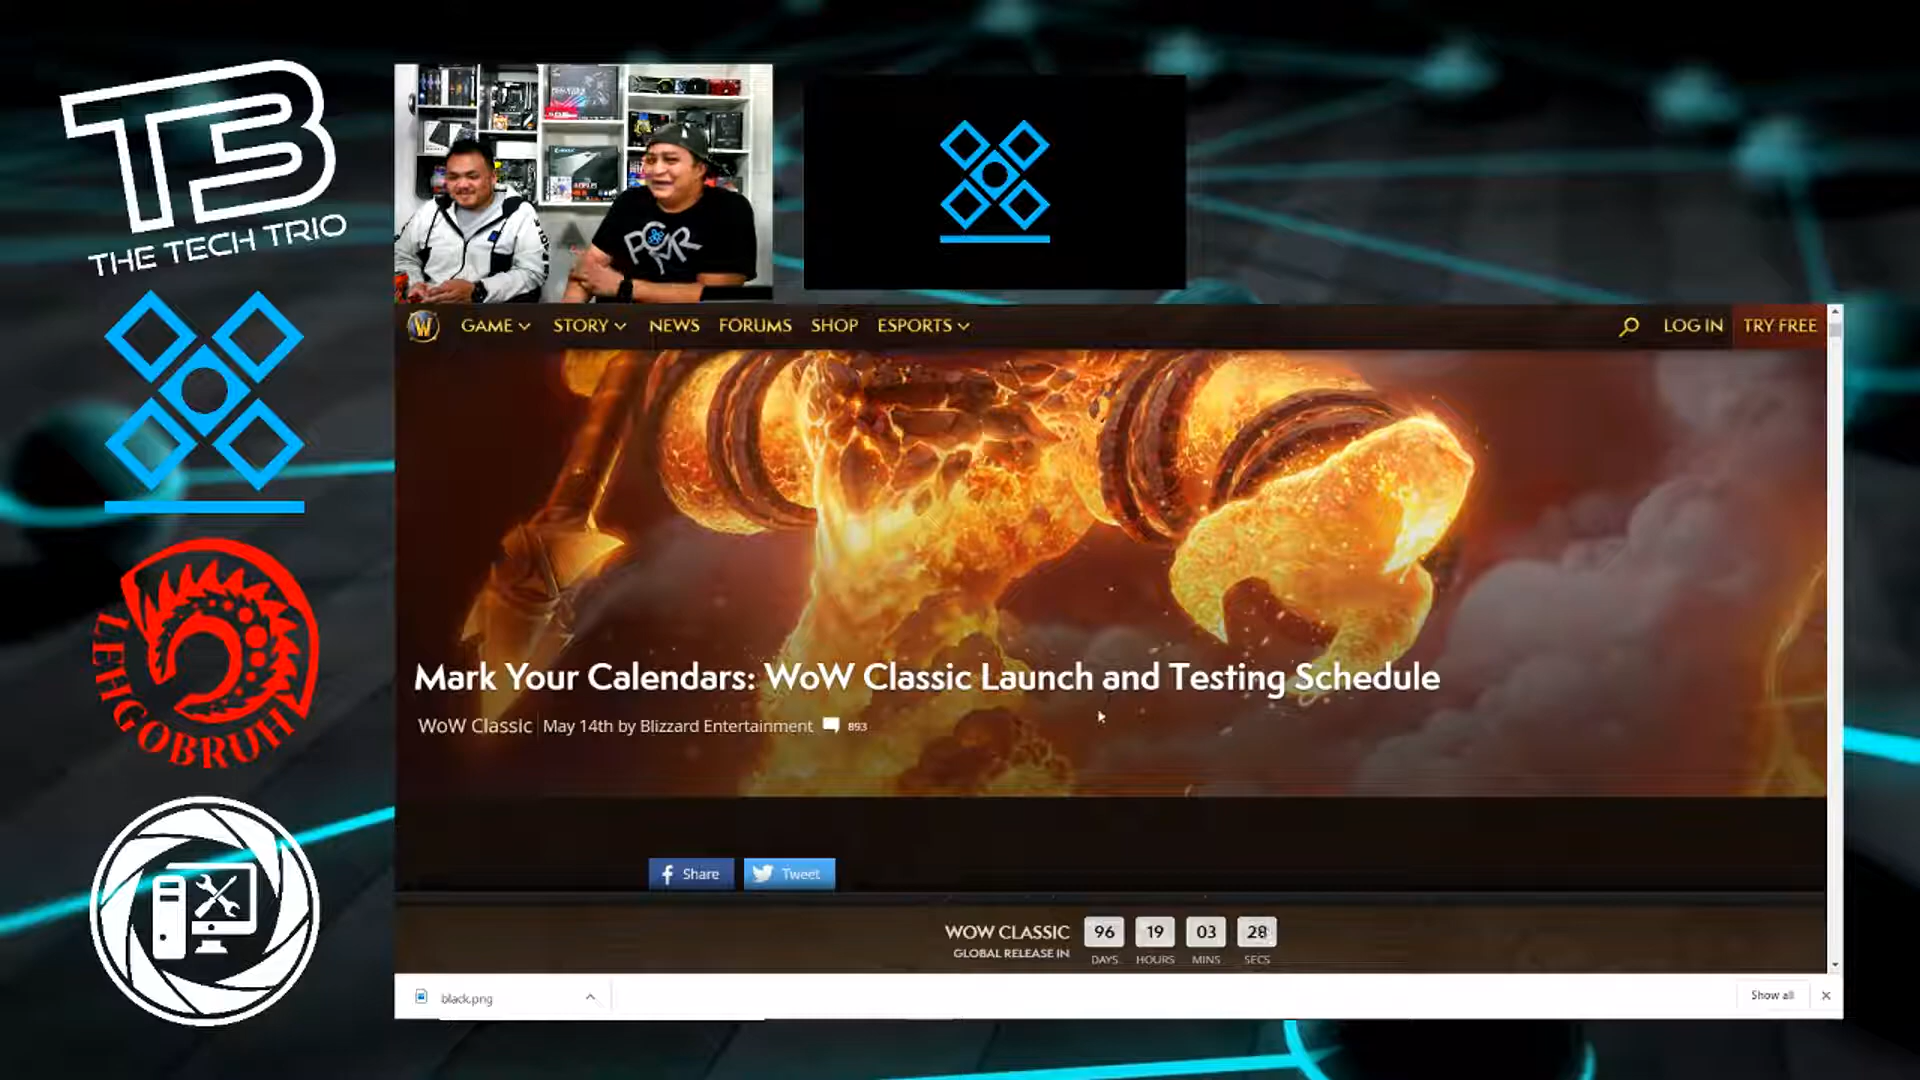 T3
THE TECH TRIO
LEHGOBRUH
PCMR
GAME
STORY
NEWS
FORUMS
SHOP
ESPORTS
LOG IN
TRY FREE
Mark Your Calendars: WoW Classic Launch and Testing Schedule
WoW Classic
May 14th by Blizzard Entertainment
893
Share
Tweet
WOW CLASSIC
GLOBAL RELEASE IN
96 19 03 28
DAYS HOURS MINS SECS
black.png
Show all